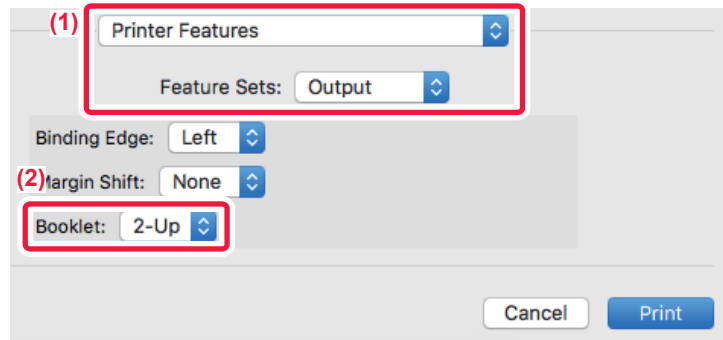 (1) Printer Features
Feature Sets: Output
Binding Edge: Left
(2) Margin Shift: None
Booklet: 2-Up
Cancel Print